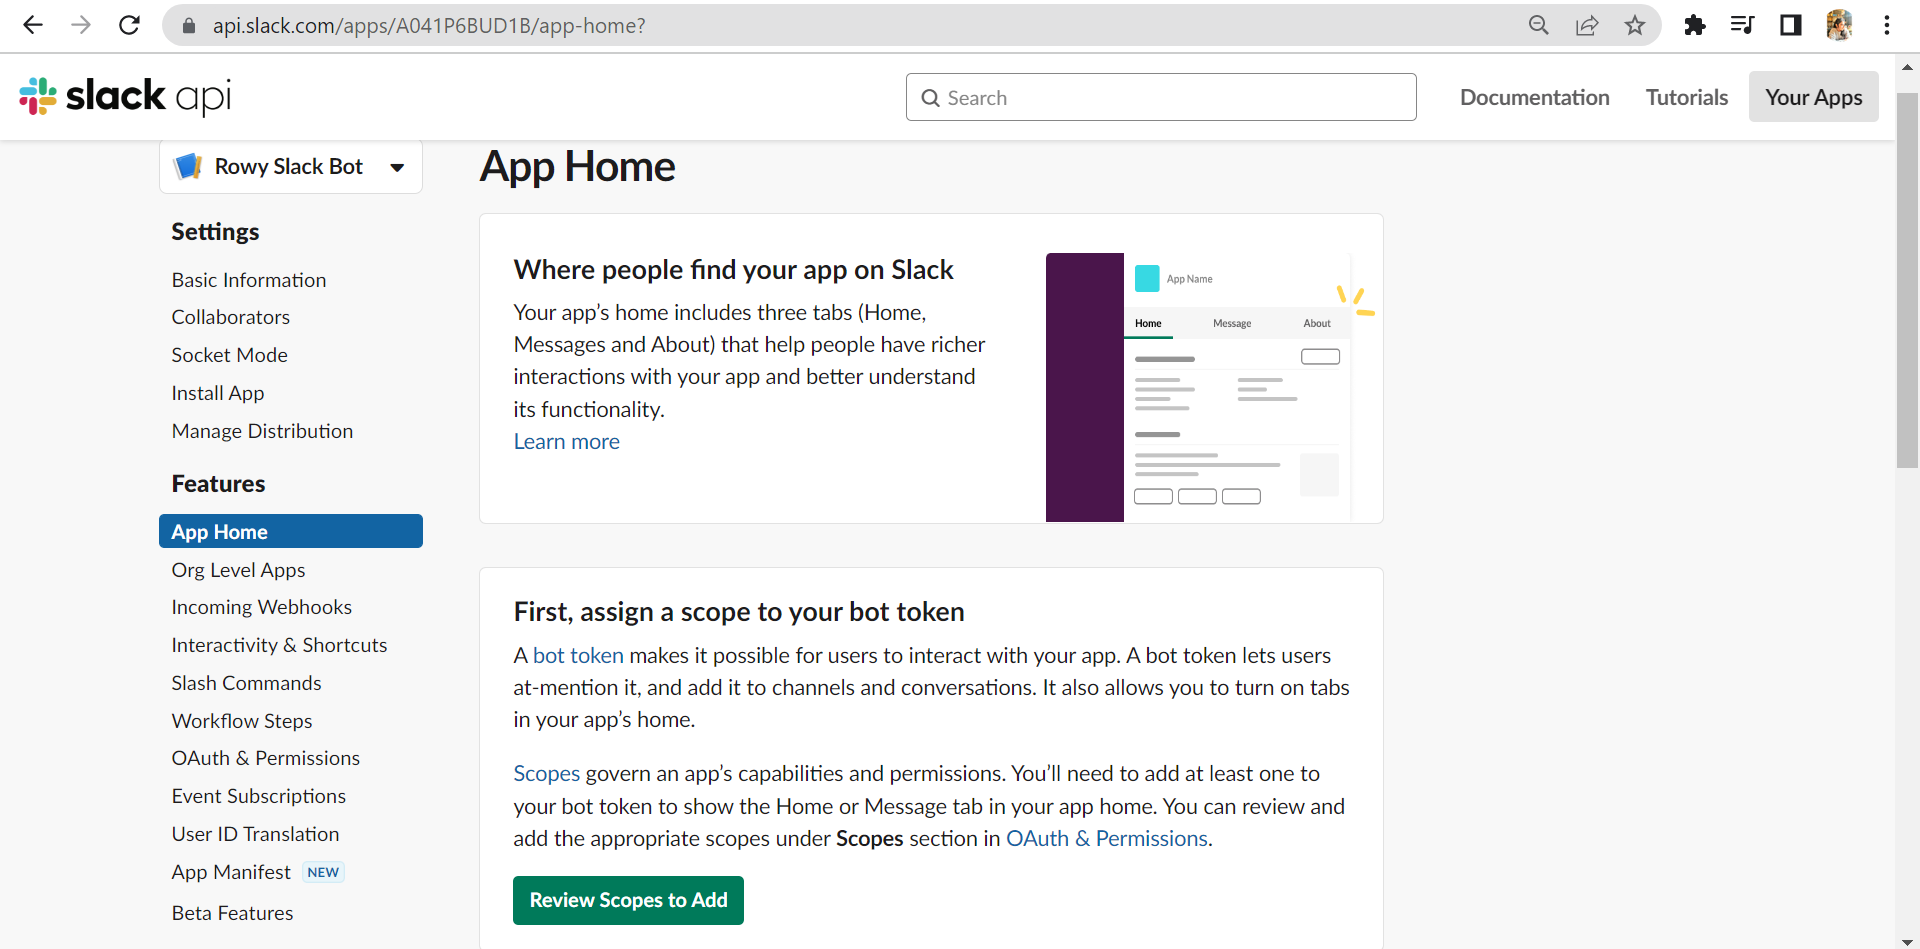 api.slack.com/apps/A041P6BUD1B/app-home?
slack api
Search
Documentation
Tutorials
Your Apps
Rowy Slack Bot
Settings
Basic Information
Collaborators
Socket Mode
Install App
Manage Distribution
Features
App Home
Org Level Apps
Incoming Webhooks
Interactivity & Shortcuts
Slash Commands
Workflow Steps
OAuth & Permissions
Event Subscriptions
User ID Translation
App Manifest NEW
Beta Features
App Home
Where people find your app on Slack
Your app’s home includes three tabs (Home,
Messages and About) that help people have richer
interactions with your app and better understand
its functionality.
Learn more
App Name
Home Message About
First, assign a scope to your bot token
A bot token makes it possible for users to interact with your app. A bot token lets users
at-mention it, and add it to channels and conversations. It also allows you to turn on tabs
in your app’s home.
Scopes govern an app’s capabilities and permissions. You’ll need to add at least one to
your bot token to show the Home or Message tab in your app home. You can review and
add the appropriate scopes under Scopes section in OAuth & Permissions.
Review Scopes to Add